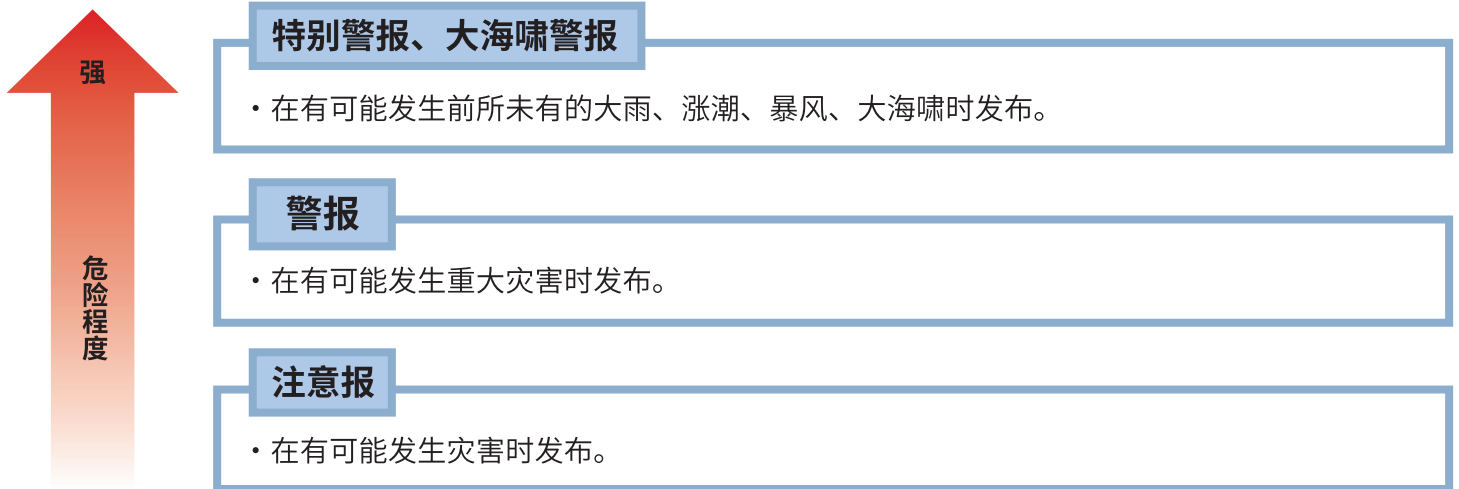 强
危险程度
特别警报、大海啸警报
・在有可能发生前所未有的大雨、涨潮、暴风、大海啸时发布。
警报
・在有可能发生重大灾害时发布。
注意报
・在有可能发生灾害时发布。